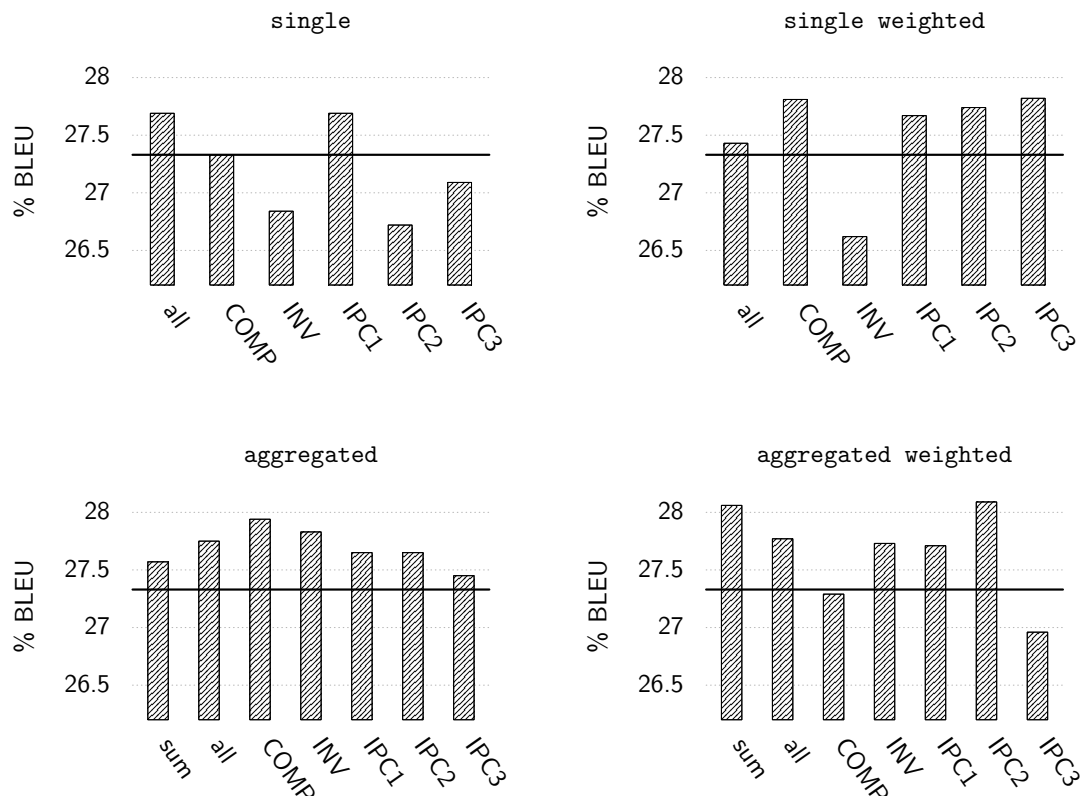 single
28
27.5
27
26.5
% BLEU
all
COMP
INV
IPC1
IPC2
IPC3
single weighted
28
27.5
27
26.5
% BLEU
all
COMP
INV
IPC1
IPC2
IPC3
aggregated
28
27.5
27
26.5
% BLEU
sum
all
COMP
INV
IPC1
IPC2
IPC3
aggregated weighted
28
27.5
27
26.5
% BLEU
sum
all
COMP
INV
IPC1
IPC2
IPC3